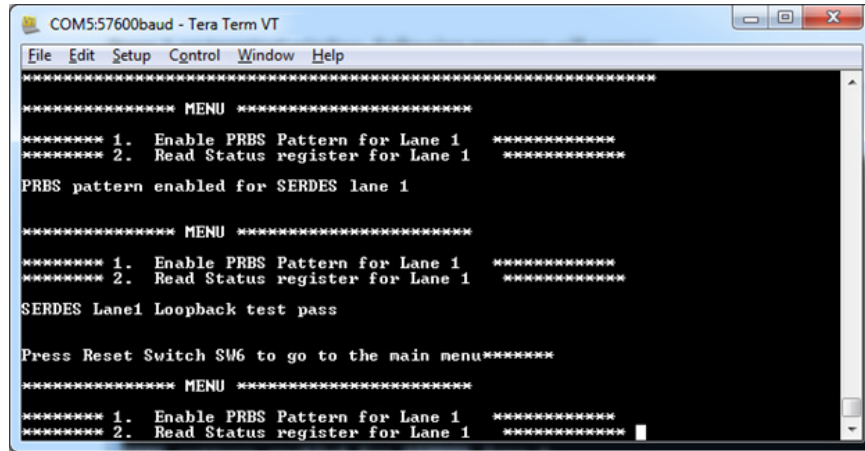 COM5:57600baud - Tera Term VT
File Edit Setup Control Window Help
**************************************************************
*************** MENU ***********************
******** 1. Enable PRBS Pattern for Lane 1 ************
******** 2. Read Status register for Lane 1 ************
PRBS pattern enabled for SERDES lane 1
*************** MENU ***********************
******** 1. Enable PRBS Pattern for Lane 1 ************
******** 2. Read Status register for Lane 1 ************
SERDES Lane1 Loopback test pass
Press Reset Switch SW6 to go to the main menu*******
*************** MENU ***********************
******** 1. Enable PRBS Pattern for Lane 1 ************
******** 2. Read Status register for Lane 1 ************